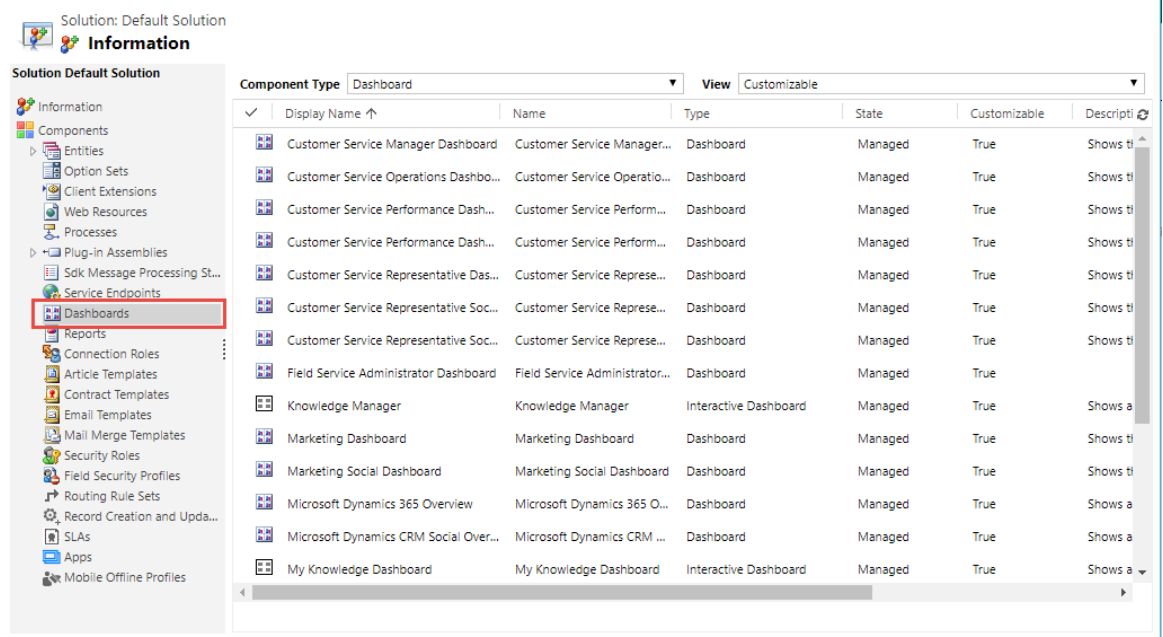 Solution: Default Solution
Information
Solution Default Solution
Information
Components
Entities
Option Sets
Client Extensions
Web Resources
Processes
Plug-in Assemblies
Sdk Message Processing St...
Service Endpoints
Dashboards
Reports
Connection Roles
Article Templates
Contract Templates
Email Templates
Mail Merge Templates
Security Roles
Field Security Profiles
Routing Rule Sets
Record Creation and Upda...
SLAs
Apps
Mobile Offline Profiles
Component Type Dashboard View Customizable
Display Name Name Type State Customizable Descripti
Customer Service Manager Dashboard Customer Service Manager... Dashboard Managed True Shows th
Customer Service Operations Dashbo... Customer Service Operatio... Dashboard Managed True Shows th
Customer Service Performance Dash... Customer Service Perform... Dashboard Managed True Shows th
Customer Service Performance Dash... Customer Service Perform... Dashboard Managed True Shows th
Customer Service Representative Das... Customer Service Represe... Dashboard Managed True Shows th
Customer Service Representative Soc... Customer Service Represe... Dashboard Managed True Shows th
Customer Service Representative Soc... Customer Service Represe... Dashboard Managed True Shows th
Field Service Administrator Dashboard Field Service Administrator... Dashboard Managed True
Knowledge Manager Knowledge Manager Interactive Dashboard Managed True Shows a
Marketing Dashboard Marketing Dashboard Dashboard Managed True Shows th
Marketing Social Dashboard Marketing Social Dashboard Dashboard Managed True Shows th
Microsoft Dynamics 365 Overview Microsoft Dynamics 365 O... Dashboard Managed True Shows a
Microsoft Dynamics CRM Social Over... Microsoft Dynamics CRM ... Dashboard Managed True Shows a
My Knowledge Dashboard My Knowledge Dashboard Interactive Dashboard Managed True Shows a